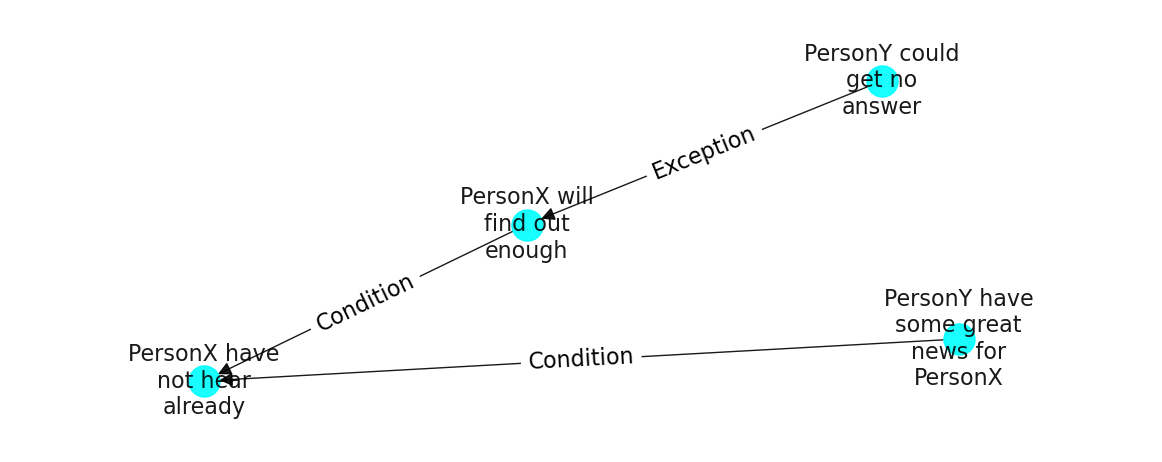 PersonY could
get no
answer
Exception
PersonX will
find out
enough
Condition
PersonY have
some great
news for
PersonX
Condition
PersonX have
not hear
already